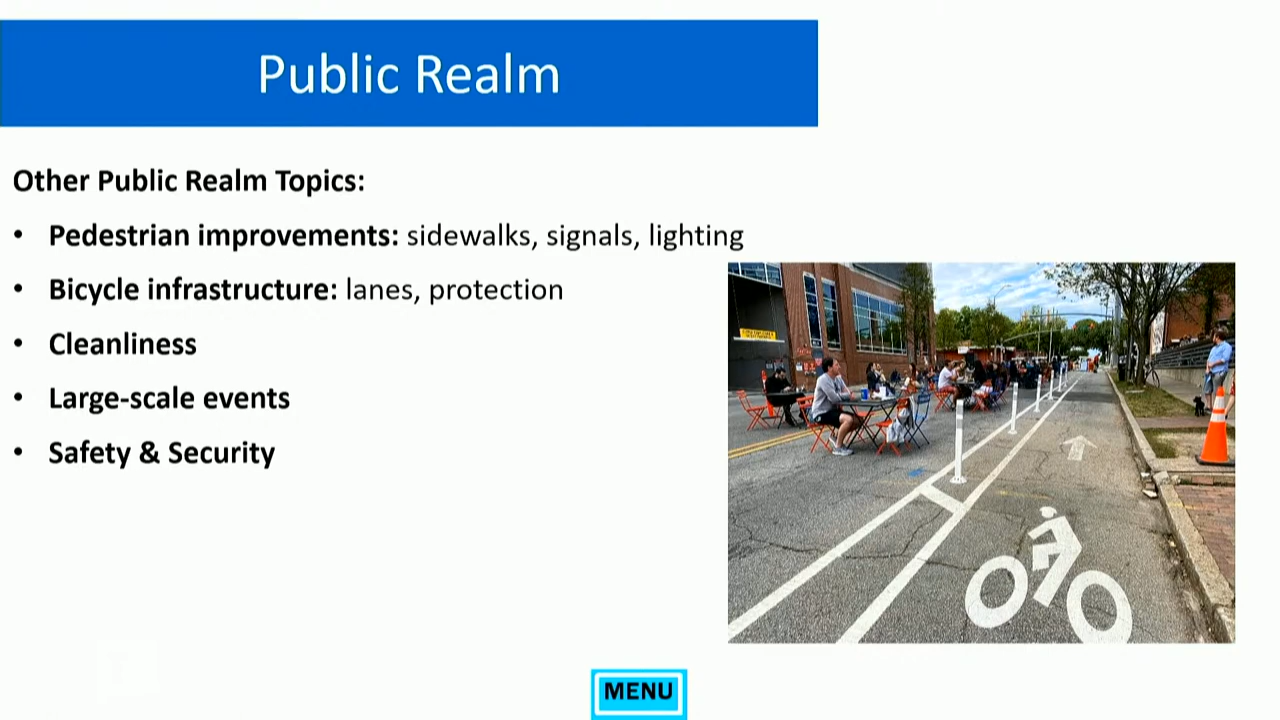 Public Realm
Other Public Realm Topics:
• Pedestrian improvements: sidewalks, signals, lighting
• Bicycle infrastructure: lanes, protection
• Cleanliness
• Large-scale events
• Safety & Security
MENU